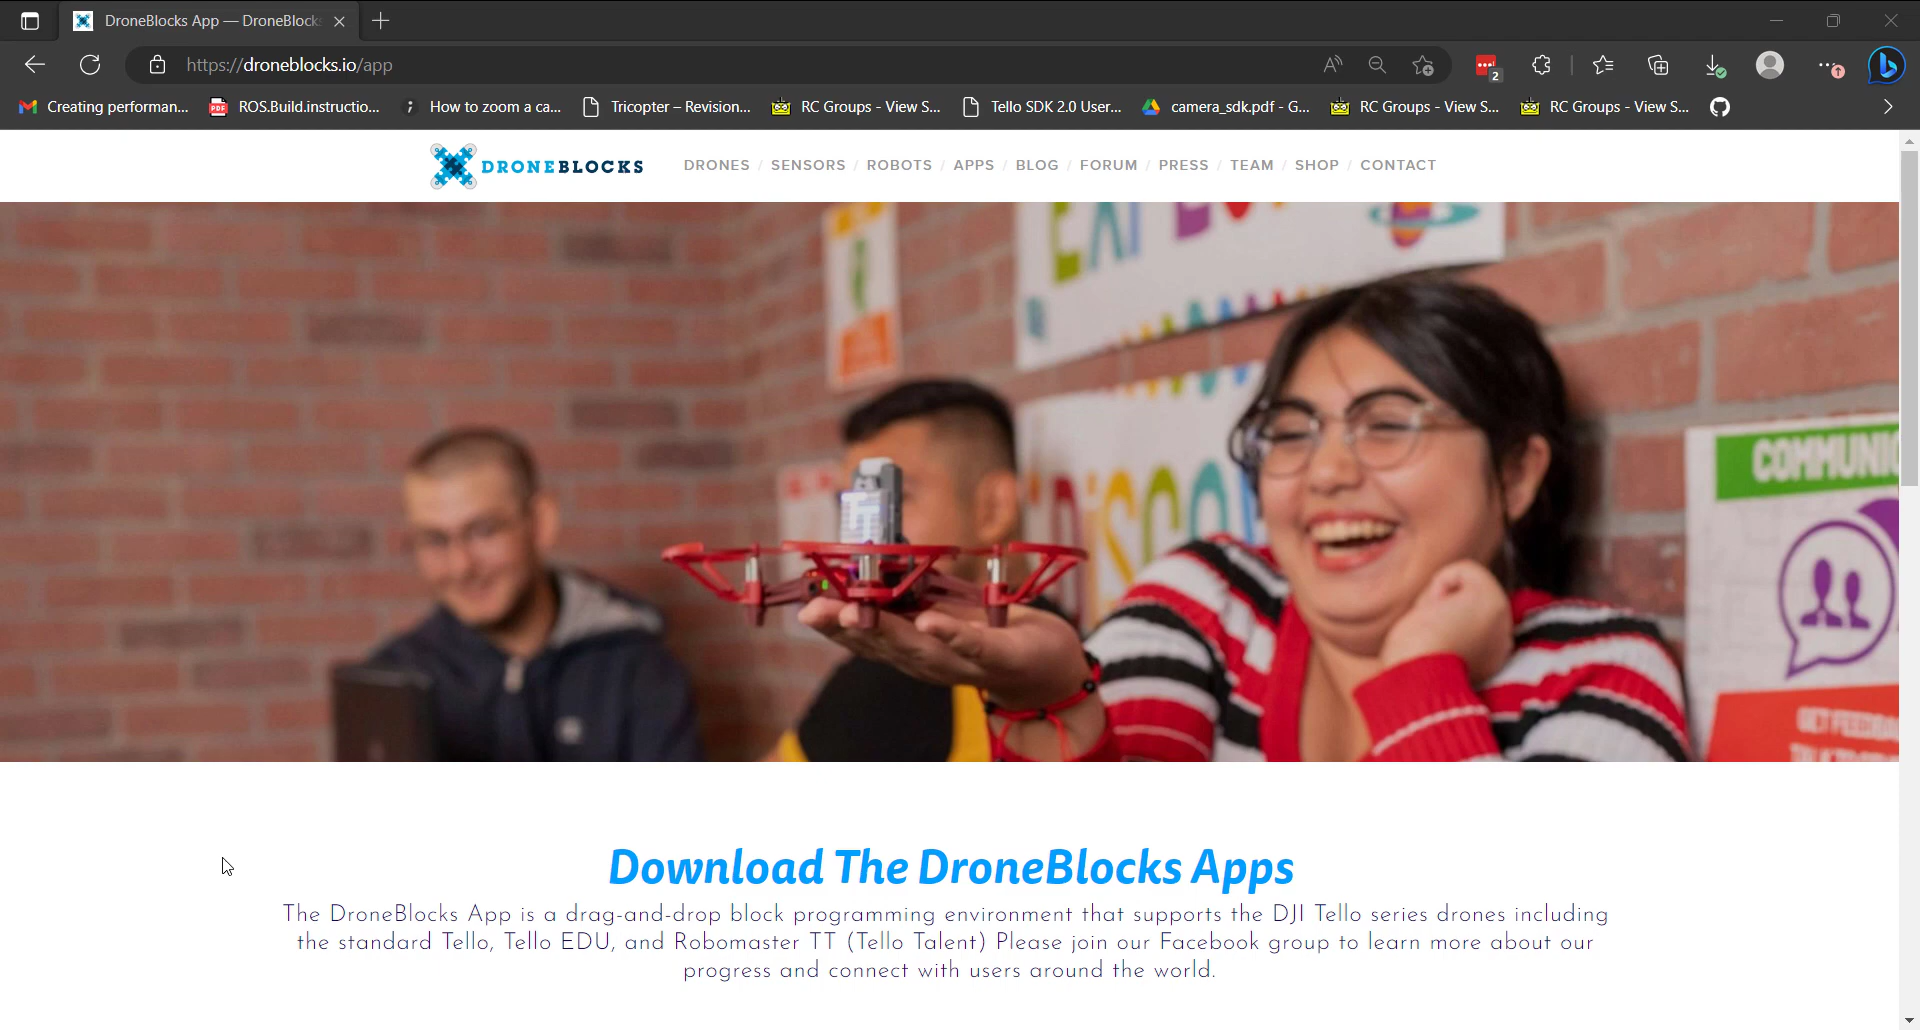 DroneBlocks App — DroneBlocks
https://droneblocks.io/app
2
Creating performan...
ROS.Build.instructio...
How to zoom a ca...
Tricopter – Revision...
RC Groups - View S...
Tello SDK 2.0 User...
camera_sdk.pdf - G...
RC Groups - View S...
RC Groups - View S...
DRONEBLOCKS
DRONES / SENSORS / ROBOTS / APPS / BLOG / FORUM / PRESS / TEAM / SHOP / CONTACT
DISCO
COMMUNIC
GET FEEDBA
Download The DroneBlocks Apps
The DroneBlocks App is a drag-and-drop block programming environment that supports the DJI Tello series drones including
the standard Tello, Tello EDU, and Robomaster TT (Tello Talent) Please join our Facebook group to learn more about our
progress and connect with users around the world.